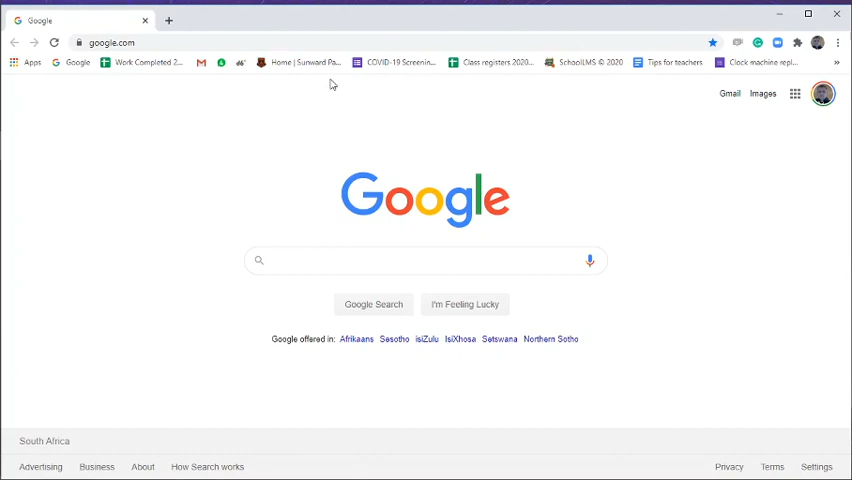 Google
google.com
Apps Google Work Completed 2... Home | Sunward Pa... COVID-19 Screenin... Class registers 2020... SchoolLMS © 2020 Tips for teachers Clock machine repl... »
Gmail Images
Google
Google Search I'm Feeling Lucky
Google offered in: Afrikaans Sesotho isiZulu IsiXhosa Setswana Northern Sotho
South Africa
Advertising Business About How Search works Privacy Terms Settings